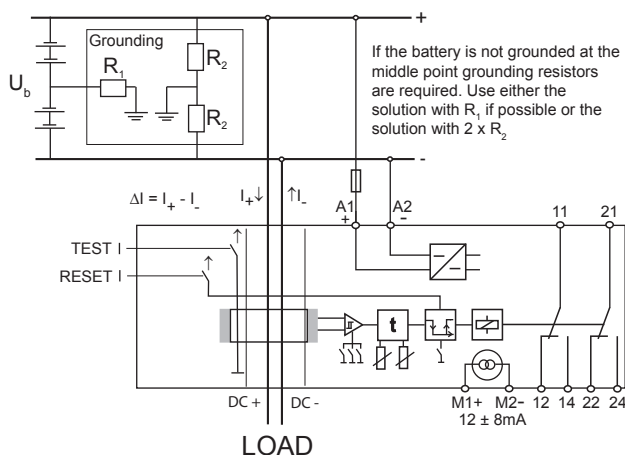 +
Grounding
R1
R2
Ub
R2
If the battery is not grounded at the
middle point grounding resistors
are required. Use either the
solution with R1 if possible or the
solution with 2 x R2
-
ΔI = I+ - I-
I+↓
↑I-
A1
+
A2
-
11
21
TEST I
RESET I
t
DC +
DC -
M1+
M2-
12
14
22
24
12 ± 8mA
LOAD